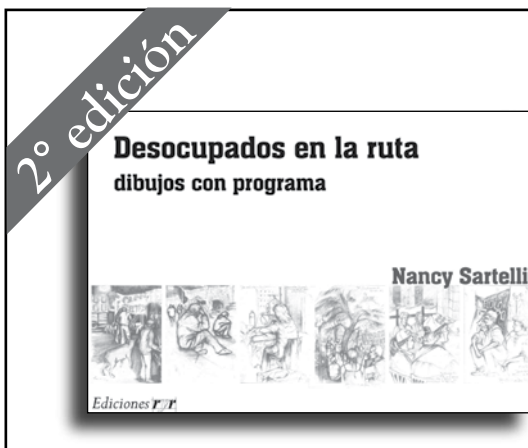 2° edición
Desocupados en la ruta
dibujos con programa
Nancy Sartelli
Ediciones ryr